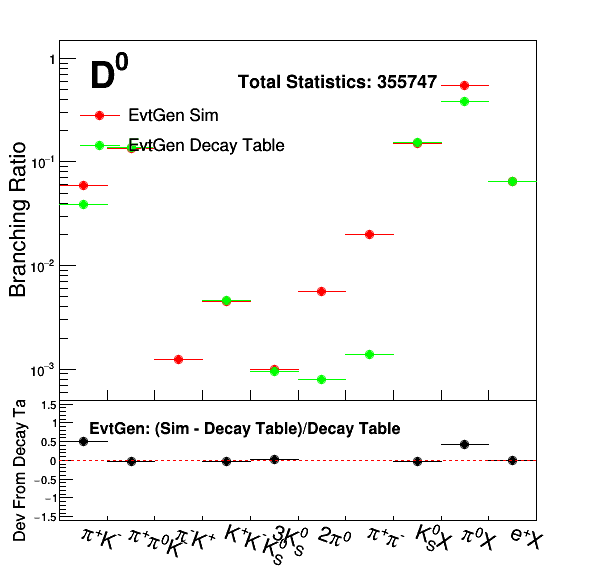 D⁰
Total Statistics: 355747
EvtGen Sim
EvtGen Decay Table
Branching Ratio
1
10⁻¹
10⁻²
10⁻³
EvtGen: (Sim - Decay Table)/Decay Table
Dev From Decay Ta
1.5
1
0.5
0
−0.5
−1
−1.5
π⁺K⁻ π⁺π⁰K⁻ π⁻K⁺ K⁺K⁻K⁰S 3K⁰S 2π⁰ π⁺π⁻ K⁰SX π⁰X e⁺X